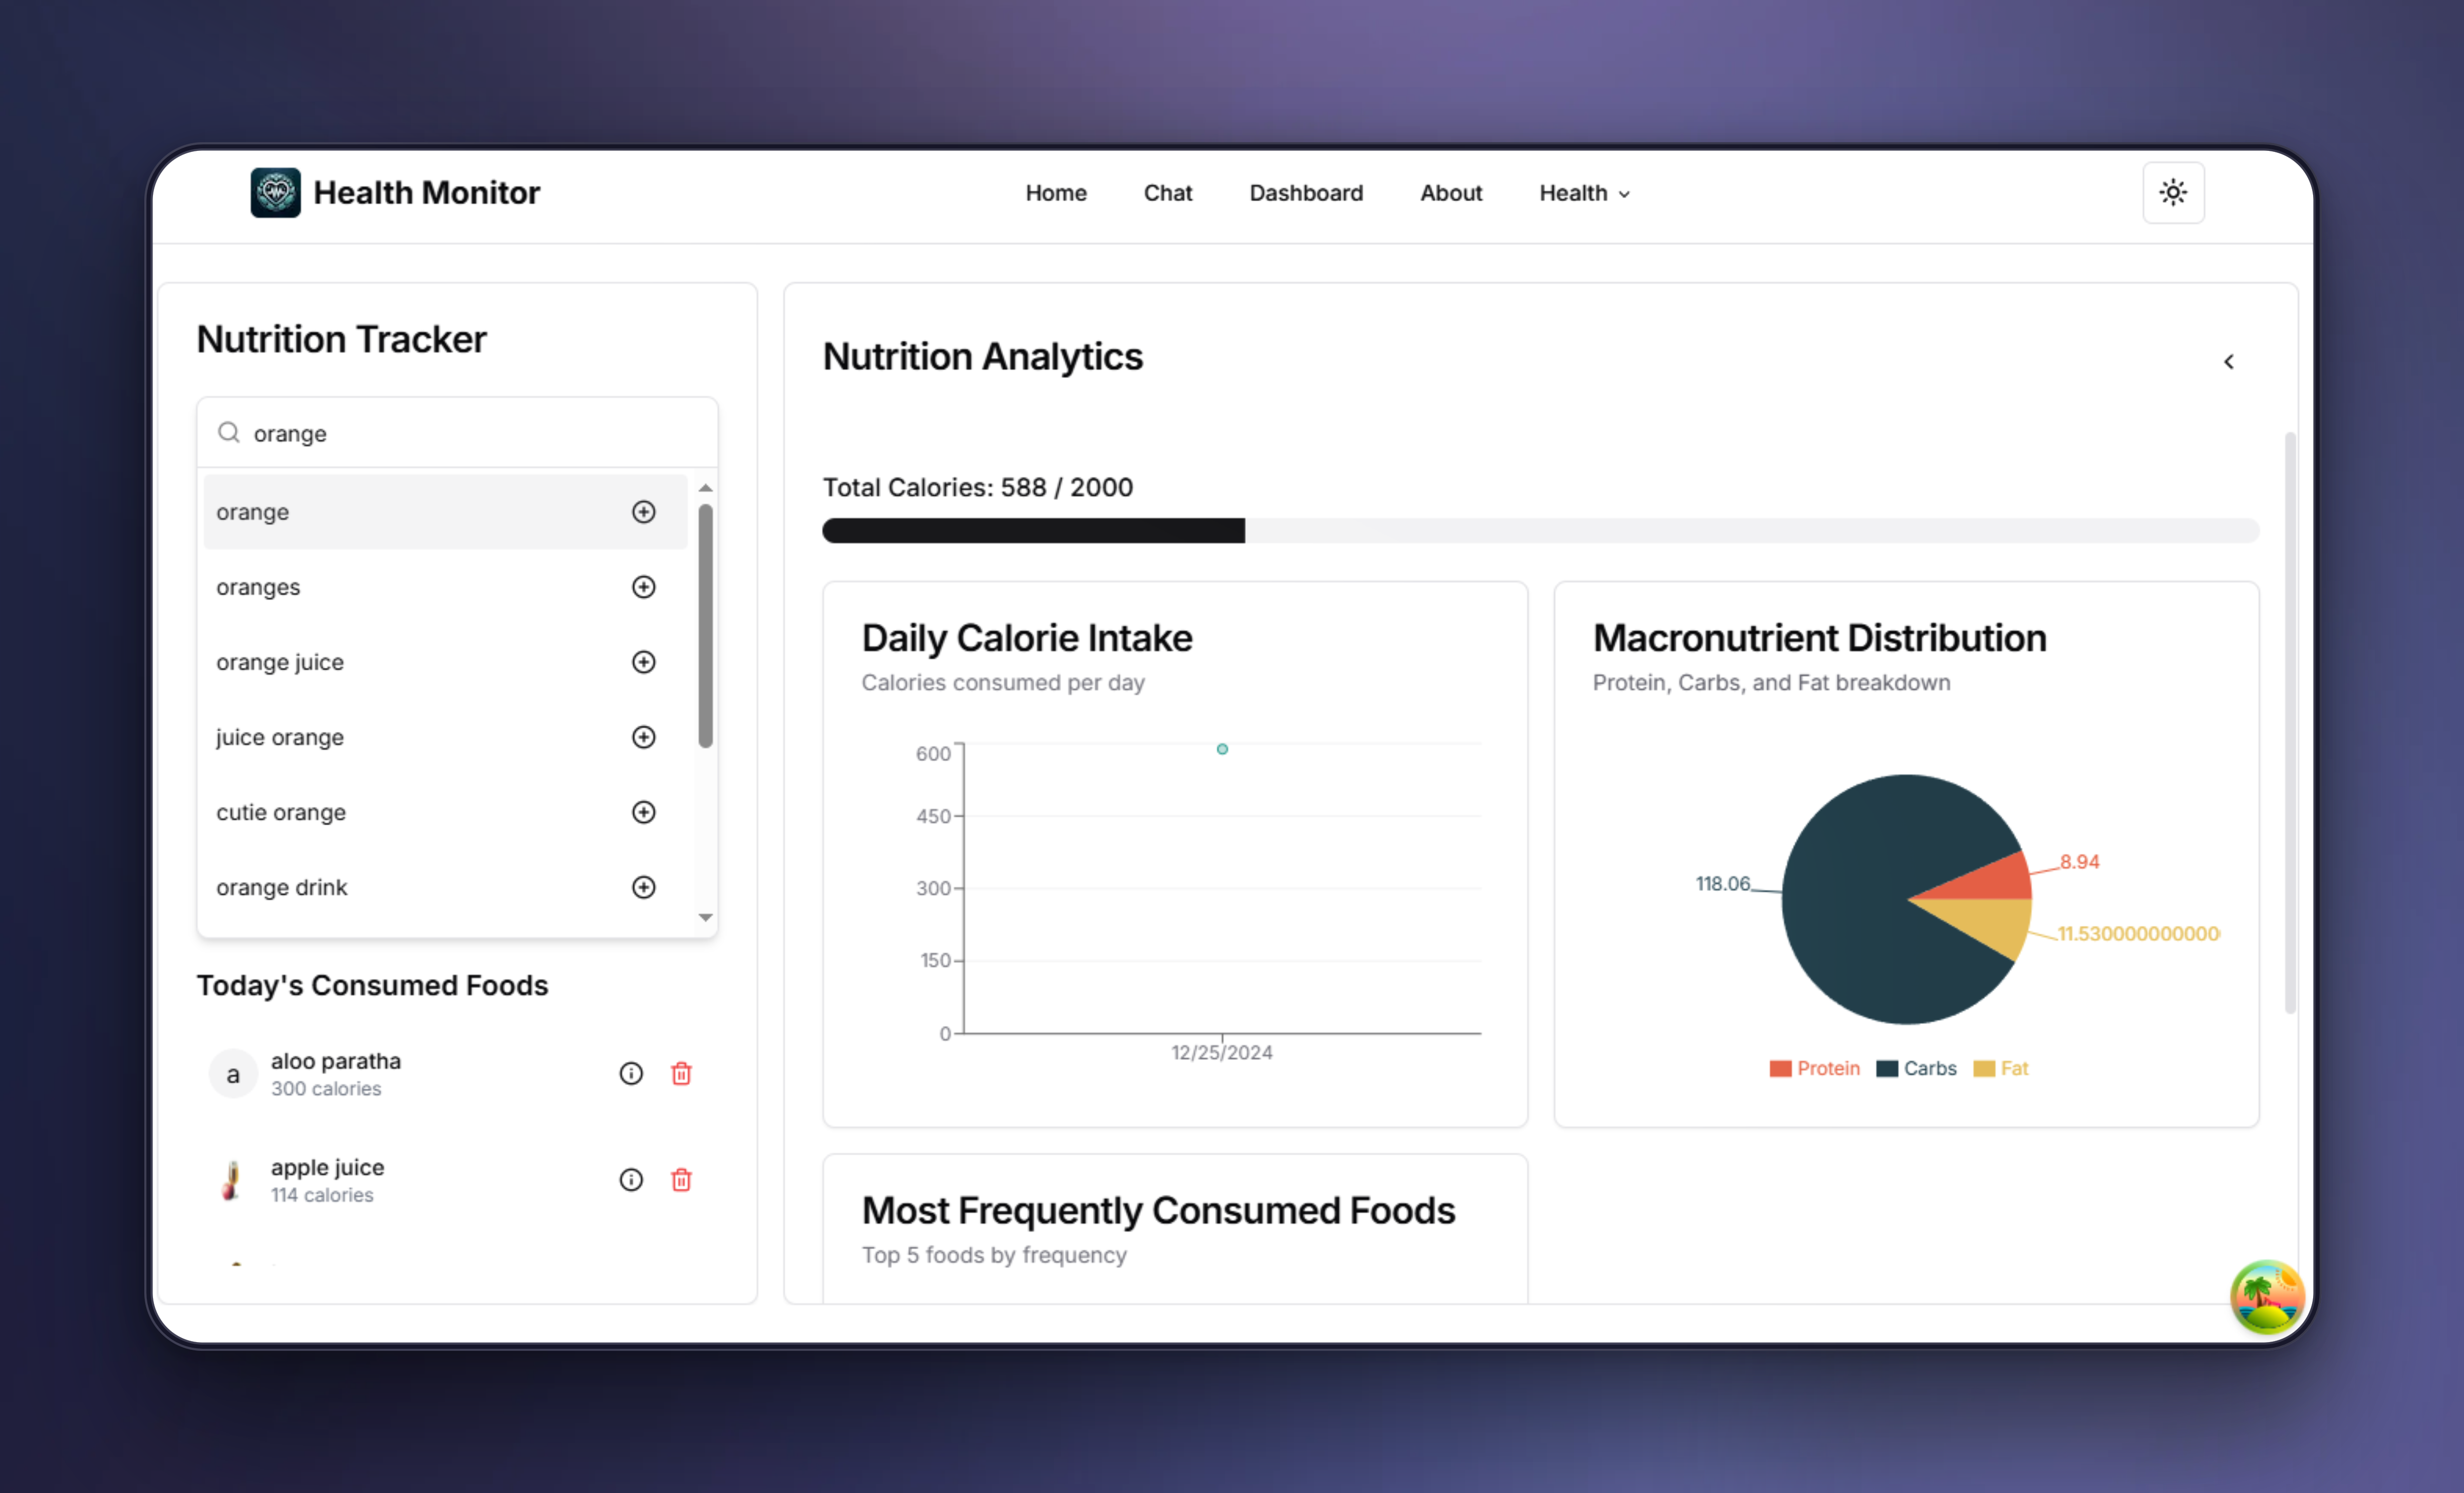 Health Monitor
Home
Chat
Dashboard
About
Health
Nutrition Tracker
orange
orange
oranges
orange juice
juice orange
cutie orange
orange drink
Today's Consumed Foods
a
aloo paratha
300 calories
apple juice
114 calories
Nutrition Analytics
Total Calories: 588 / 2000
Daily Calorie Intake
Calories consumed per day
600
450
300
150
0
12/25/2024
Macronutrient Distribution
Protein, Carbs, and Fat breakdown
8.94
118.06
11.530000000000
Protein
Carbs
Fat
Most Frequently Consumed Foods
Top 5 foods by frequency